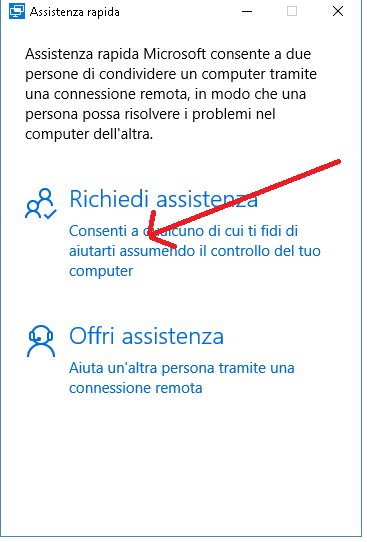 Assistenza rapida
Assistenza rapida Microsoft consente a due
persone di condividere un computer tramite
una connessione remota, in modo che una
persona possa risolvere i problemi nel
computer dell'altra.
Richiedi assistenza
Consenti a qualcuno di cui ti fidi di
aiutarti assumendo il controllo del tuo
computer
Offri assistenza
Aiuta un'altra persona tramite una
connessione remota